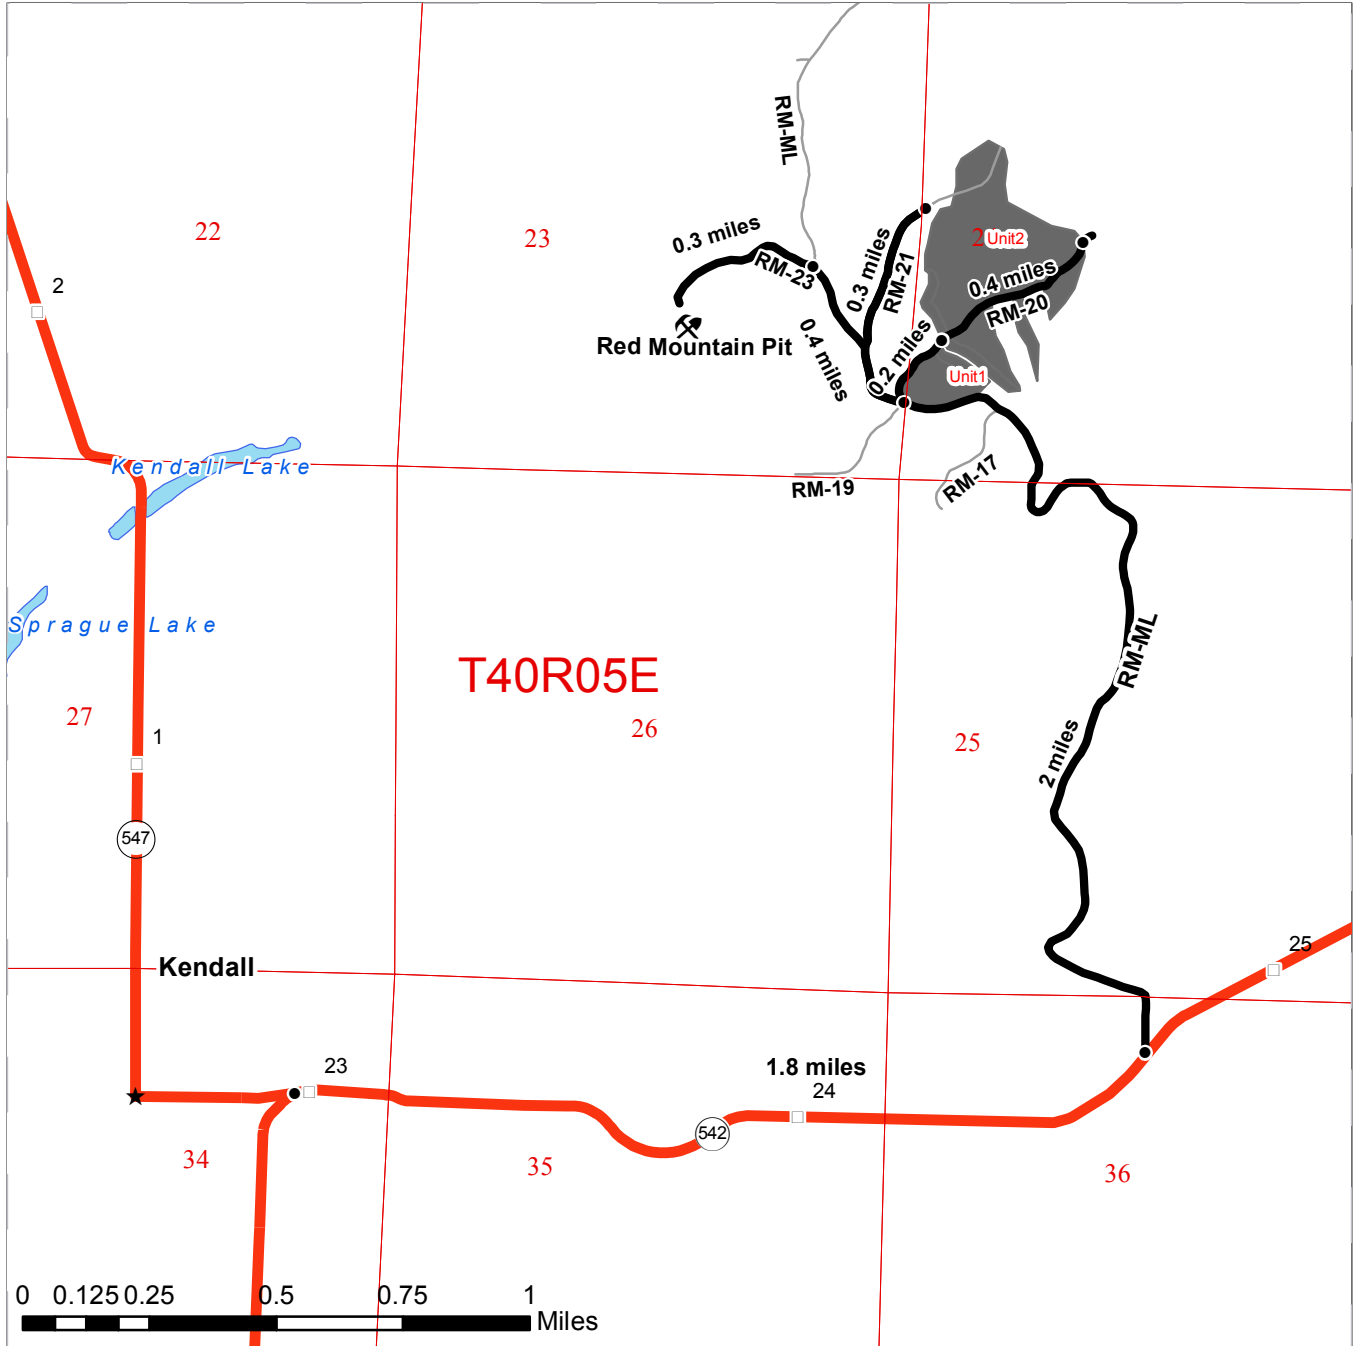 RM-ML
22
23
0.3 miles
RM-23
0.3 miles
RM-21
2
Unit2
0.4 miles
RM-20
2
Red Mountain Pit
0.4 miles
0.2 miles
Unit1
Kendall Lake
RM-19
RM-17
Sprague Lake
T40R05E
RM-ML
27
26
25
1
2 miles
547
Kendall
25
23
1.8 miles
24
542
34
35
36
0 0.125 0.25 0.5 0.75 1
Miles